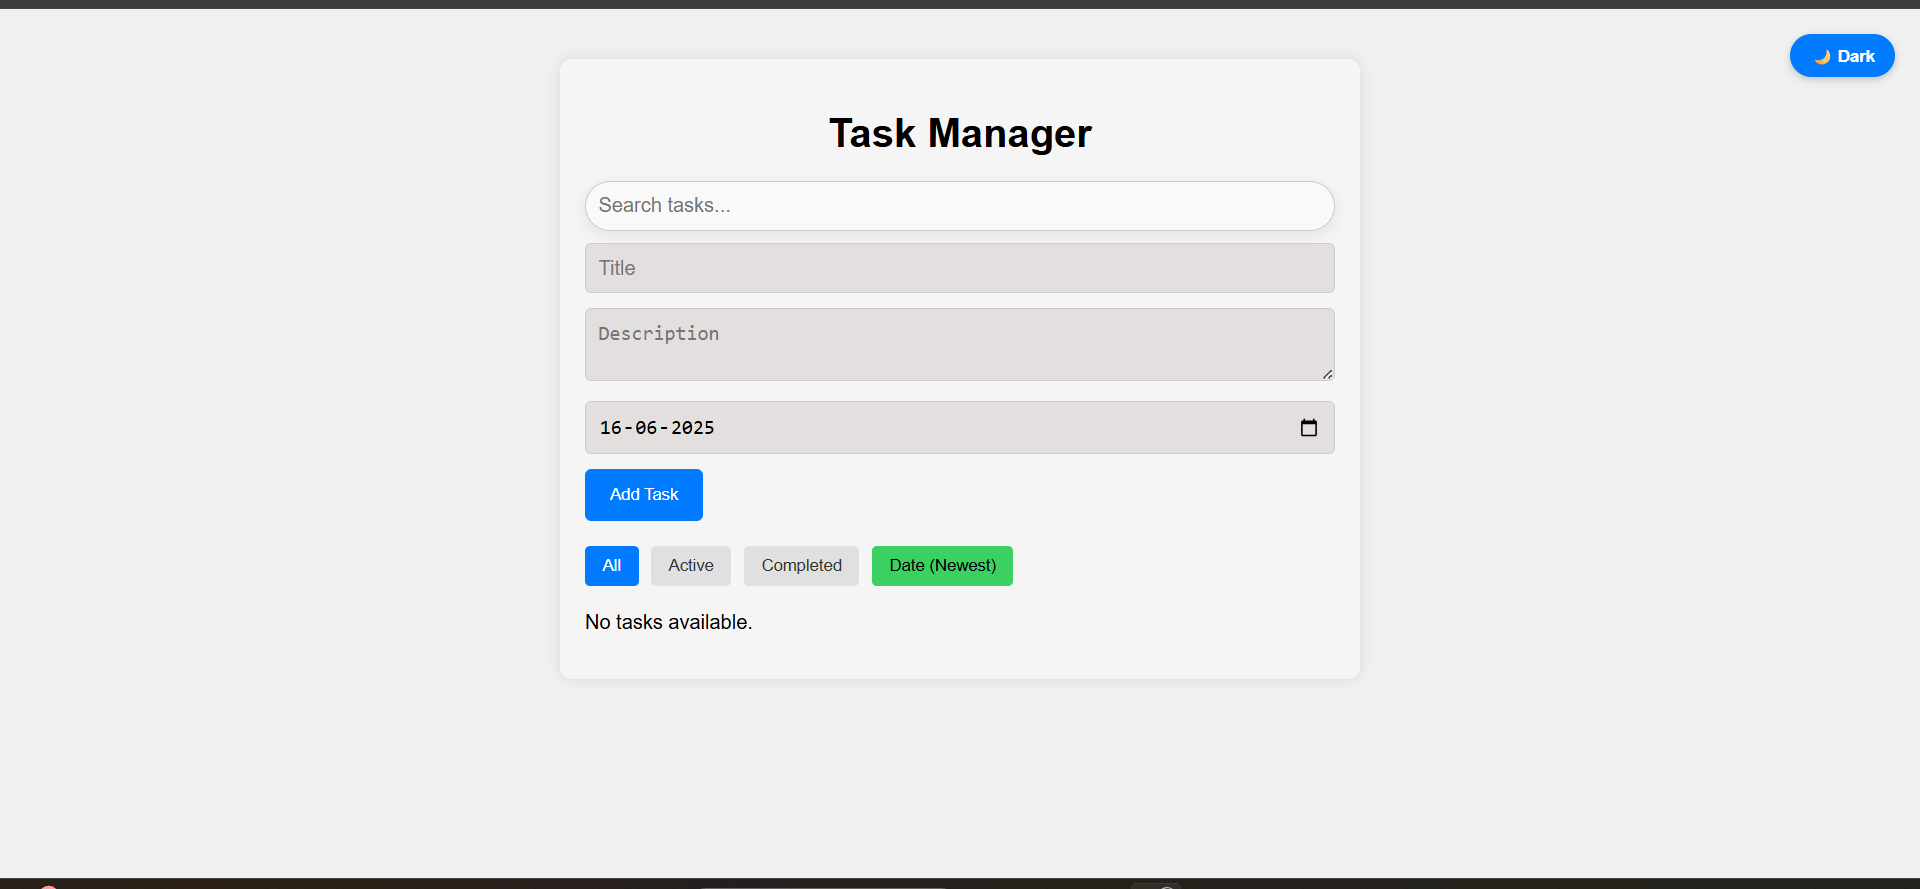 🌙 Dark
Task Manager
Search tasks...
Title
Description
16-06-2025
Add Task
All Active Completed Date (Newest)
No tasks available.